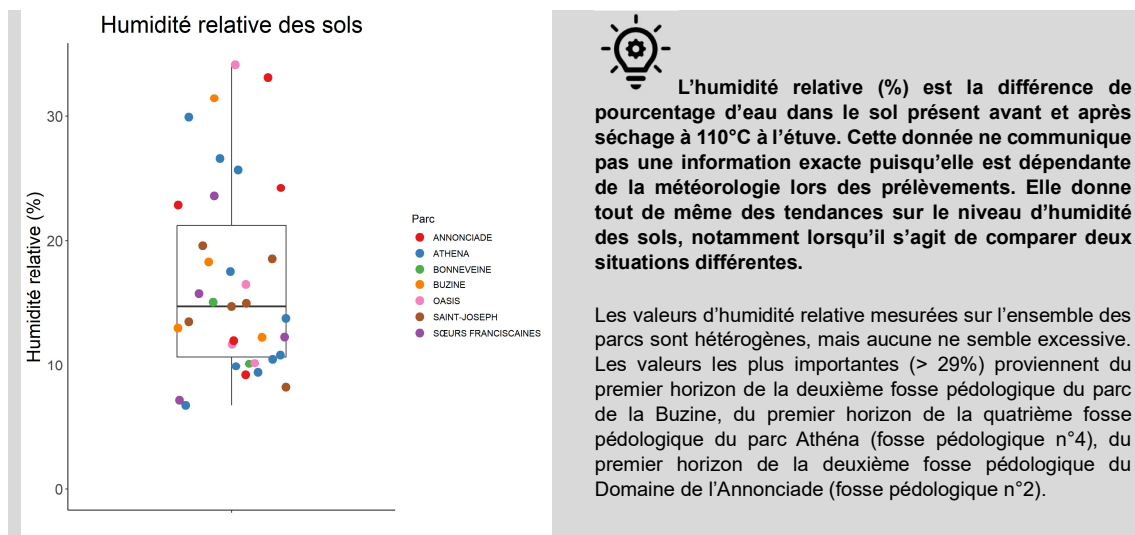 Humidité relative des sols
Humidité relative (%)
30
20
10
0
Parc
ANNONCIADE
ATHENA
BONNEVEINE
BUZINE
OASIS
SAINT-JOSEPH
SŒURS FRANCISCAINES
L’humidité relative (%) est la différence de
pourcentage d’eau dans le sol présent avant et après
séchage à 110°C à l’étuve. Cette donnée ne communique
pas une information exacte puisqu’elle est dépendante
de la météorologie lors des prélèvements. Elle donne
tout de même des tendances sur le niveau d’humidité
des sols, notamment lorsqu’il s’agit de comparer deux
situations différentes.
Les valeurs d’humidité relative mesurées sur l’ensemble des
parcs sont hétérogènes, mais aucune ne semble excessive.
Les valeurs les plus importantes (> 29%) proviennent du
premier horizon de la deuxième fosse pédologique du parc
de la Buzine, du premier horizon de la quatrième fosse
pédologique du parc Athéna (fosse pédologique n°4), du
premier horizon de la deuxième fosse pédologique du
Domaine de l’Annonciade (fosse pédologique n°2).